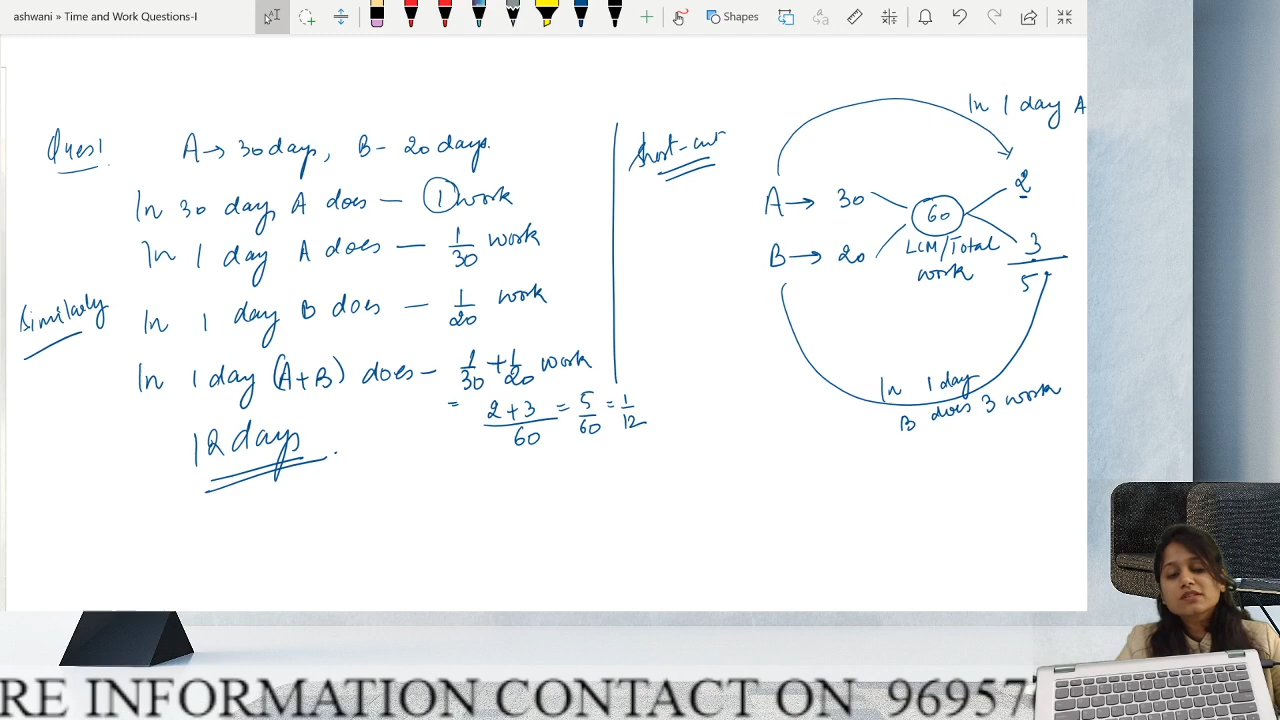 ashwani » Time and Work Questions-I
Shapes
Ques1. A → 30 days, B - 20 days.
In 30 day A does — 1 work
In 1 day A does — 1/30 work
Similarly In 1 day B does — 1/20 work
In 1 day (A+B) does - 1/30 + 1/20 work
= 2+3/60 = 5/60 = 1/12
12 days.
Short-cut
In 1 day A
A → 30 60 2
B → 20 LCM/Total 3
work 5
In 1 day
B does 3 work
RE INFORMATION CONTACT ON 96957